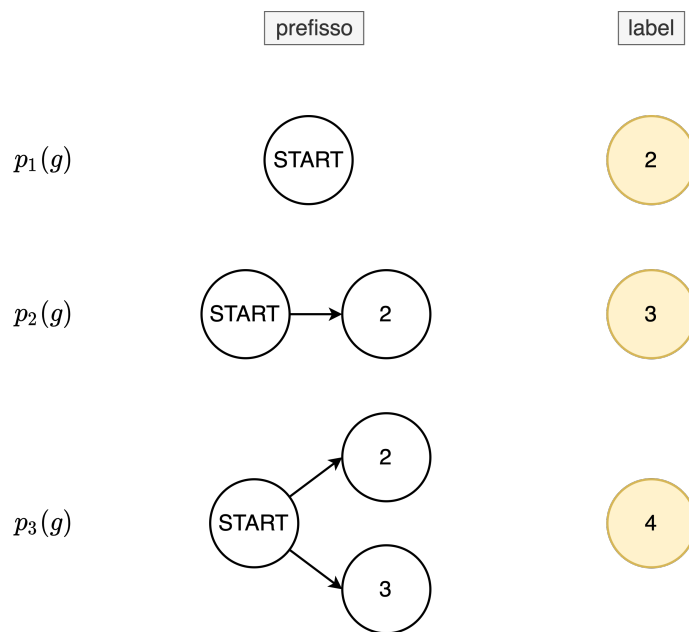 prefisso label
p₁(g) START 2
p₂(g) START 2 3
2
p₃(g) START 4
3